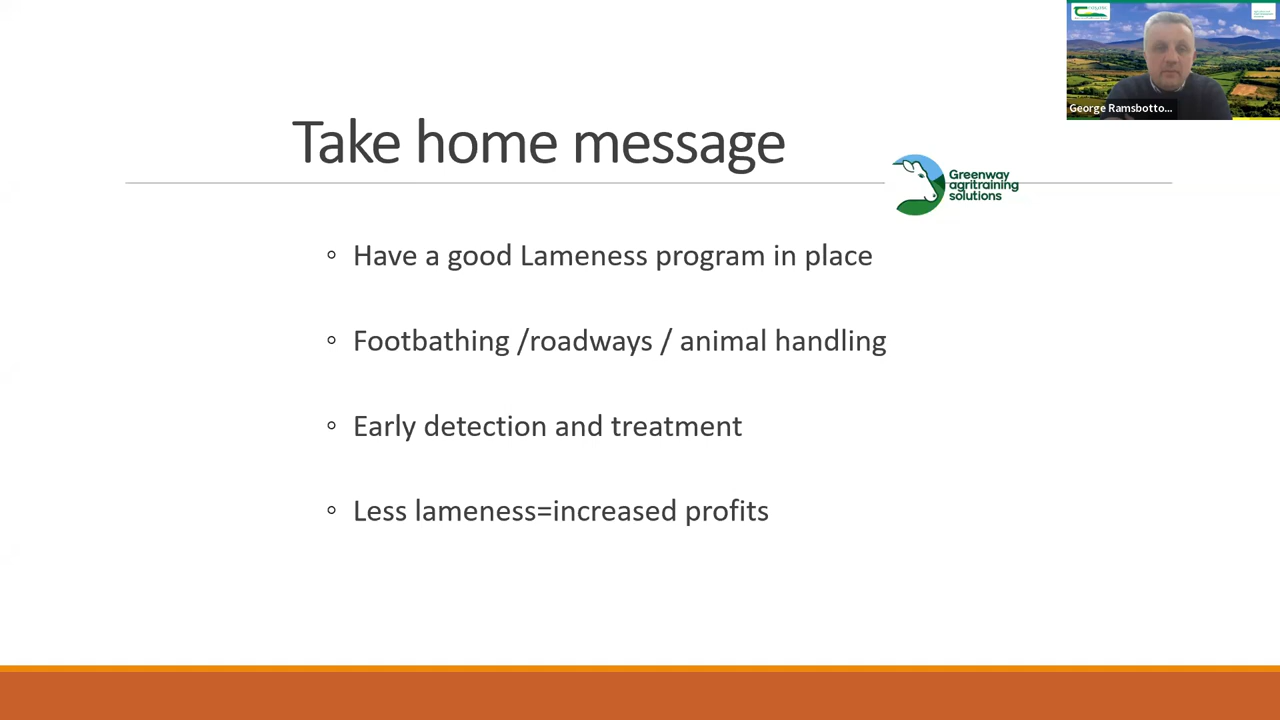 George Ramsbotto...
Take home message
Greenway
agritraining
solutions
◦ Have a good Lameness program in place
◦ Footbathing /roadways / animal handling
◦ Early detection and treatment
◦ Less lameness=increased profits